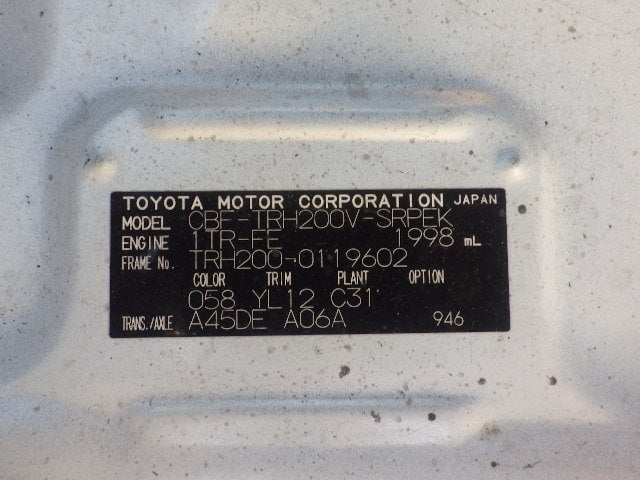 TOYOTA MOTOR CORPORATION JAPAN
MODEL CBF-TRH200V-SRPEK
ENGINE 1TR-FE 1998 mL
FRAME No. TRH200-0119602
COLOR TRIM PLANT OPTION
058 YL12 C31
TRANS./AXLE A45DE A06A 946